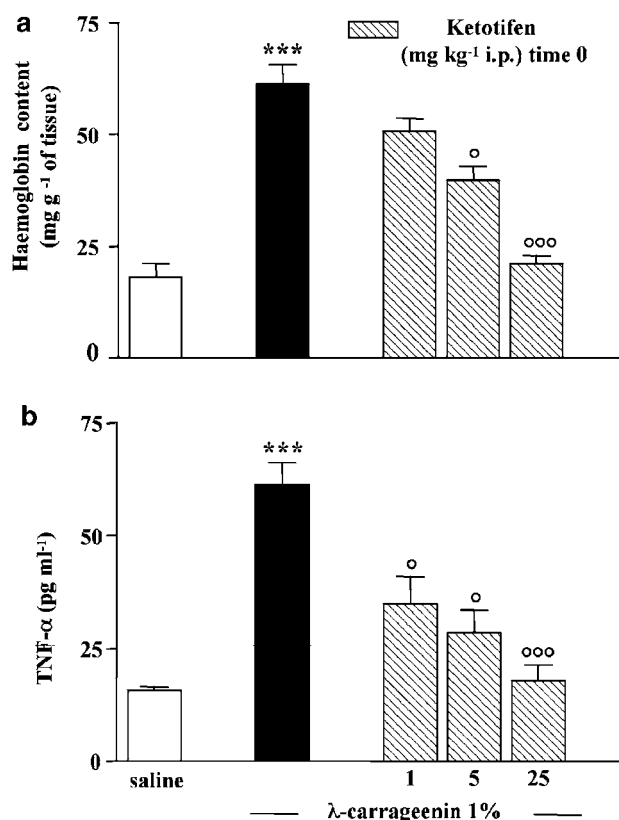 a
75
50
25
0
Haemoglobin content
(mg g⁻¹ of tissue)
***
Ketotifen
(mg kg⁻¹ i.p.) time 0
°
°°°
b
75
50
25
0
TNF-α (pg ml⁻¹)
***
°
°
°°°
saline
1 5 25
λ-carrageenin 1%